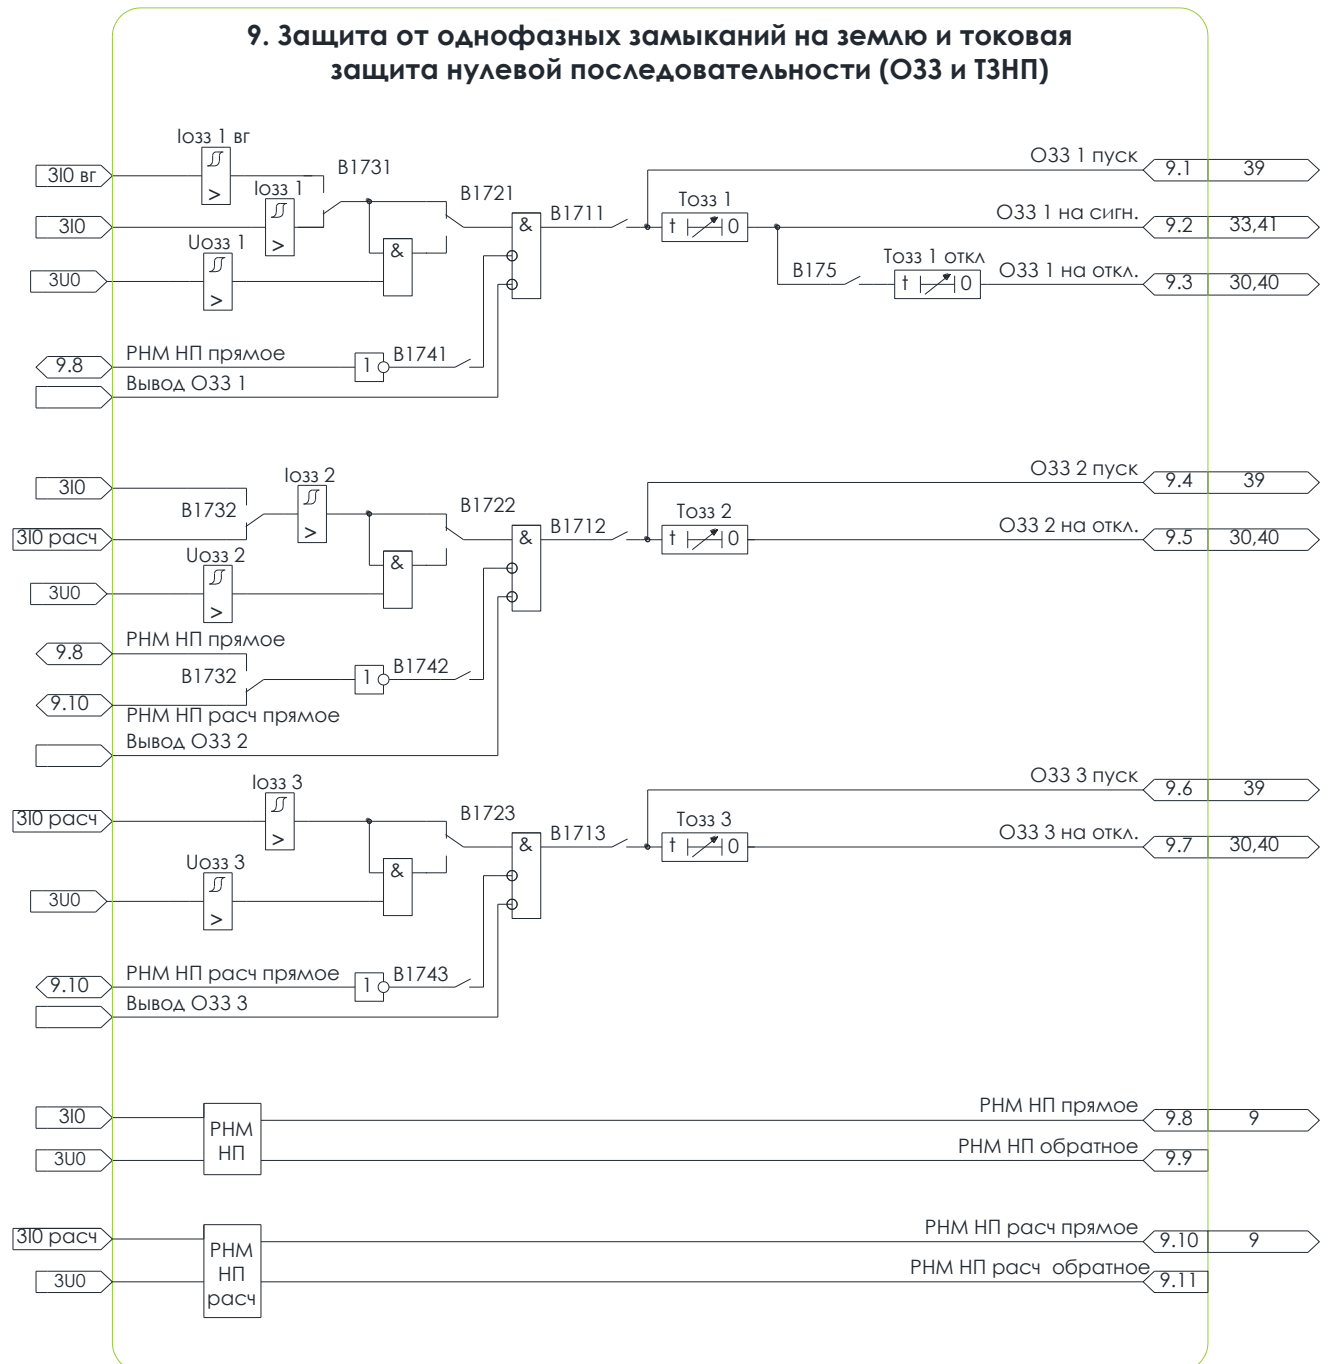 9. Защита от однофазных замыканий на землю и токовая
защита нулевой последовательности (ОЗЗ и ТЗНП)
Iозз 1 вг
3I0 вг
>
B1731
ОЗЗ 1 пуск
9.1 39
Iозз 1
B1721
Тозз 1
3I0
>
&
B1711
t 0
ОЗЗ 1 на сигн.
9.2 33,41
Uозз 1
&
B175
Тозз 1 откл
ОЗЗ 1 на откл.
3U0
>
t 0
9.3 30,40
9.8
РНМ НП прямое
1
B1741
Вывод ОЗЗ 1
3I0
Iозз 2
ОЗЗ 2 пуск
9.4 39
B1732
>
B1722
Тозз 2
3I0 расч
&
B1712
t 0
ОЗЗ 2 на откл.
9.5 30,40
Uозз 2
&
3U0
>
9.8
РНМ НП прямое
B1732
1
B1742
9.10
РНМ НП расч прямое
Вывод ОЗЗ 2
Iозз 3
ОЗЗ 3 пуск
9.6 39
3I0 расч
>
B1723
Тозз 3
&
B1713
t 0
ОЗЗ 3 на откл.
9.7 30,40
Uозз 3
&
3U0
>
9.10
РНМ НП расч прямое
1
B1743
Вывод ОЗЗ 3
3I0
РНМ
НП
РНМ НП прямое
9.8 9
3U0
РНМ НП обратное
9.9
3I0 расч
РНМ
НП
расч
РНМ НП расч прямое
9.10 9
3U0
РНМ НП расч обратное
9.11